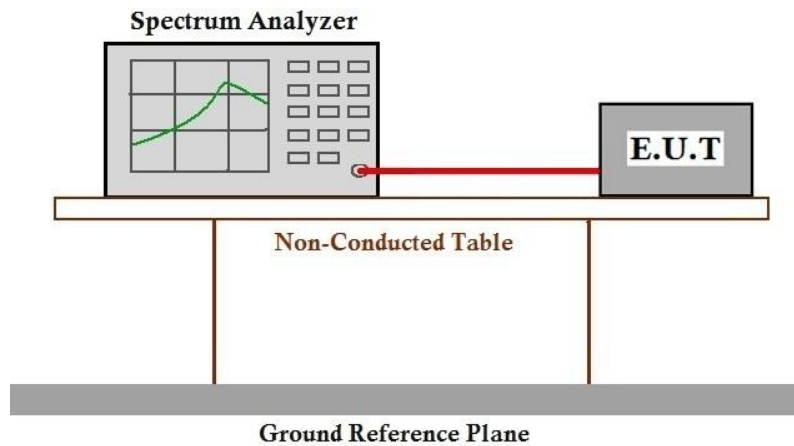 Spectrum Analyzer
E.U.T
Non-Conducted Table
Ground Reference Plane